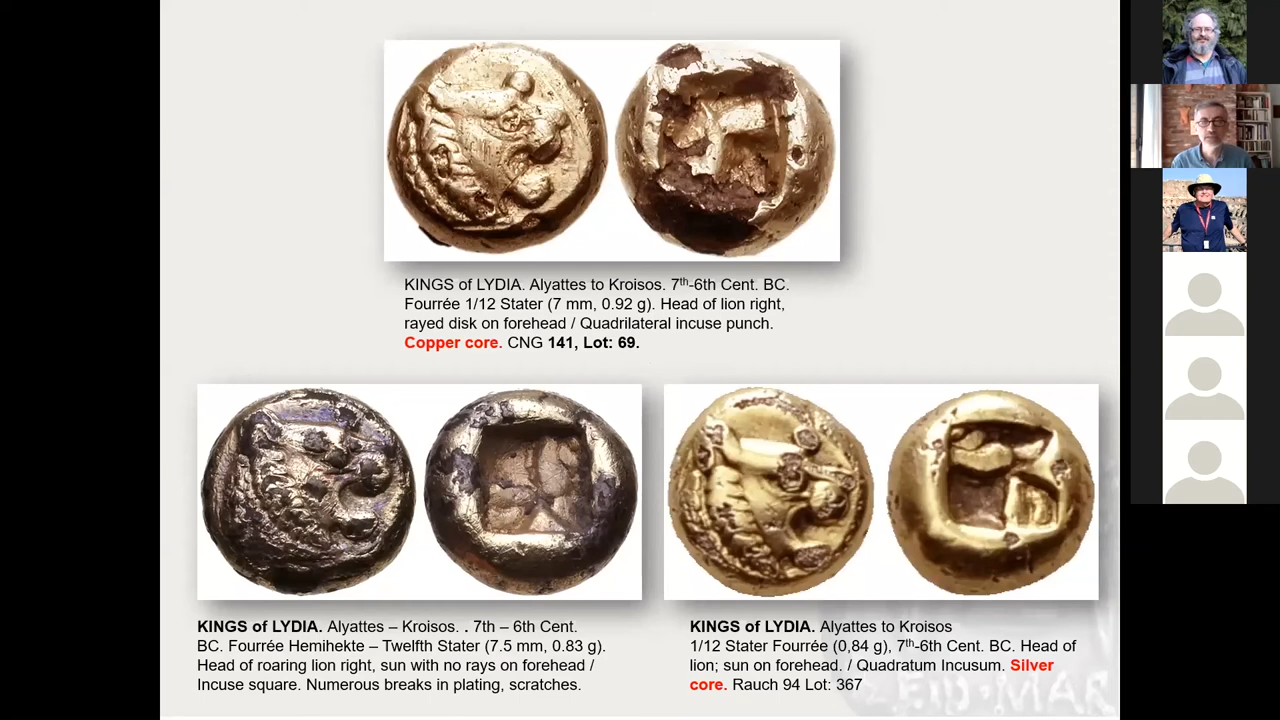 KINGS of LYDIA. Alyattes to Kroisos. 7th-6th Cent. BC.
Fourrée 1/12 Stater (7 mm, 0.92 g). Head of lion right,
rayed disk on forehead / Quadrilateral incuse punch.
Copper core. CNG 141, Lot: 69.
KINGS of LYDIA. Alyattes – Kroisos. . 7th – 6th Cent.
BC. Fourrée Hemihekte – Twelfth Stater (7.5 mm, 0.83 g).
Head of roaring lion right, sun with no rays on forehead /
Incuse square. Numerous breaks in plating, scratches.
KINGS of LYDIA. Alyattes to Kroisos
1/12 Stater Fourrée (0,84 g), 7th-6th Cent. BC. Head of
lion; sun on forehead. / Quadratum Incusum. Silver
core. Rauch 94 Lot: 367
EID·MAR